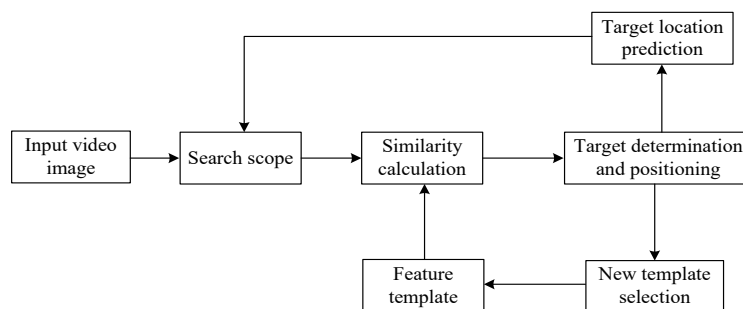 Target location
prediction
Input video
image
Search scope
Similarity
calculation
Target determination
and positioning
Feature
template
New template
selection